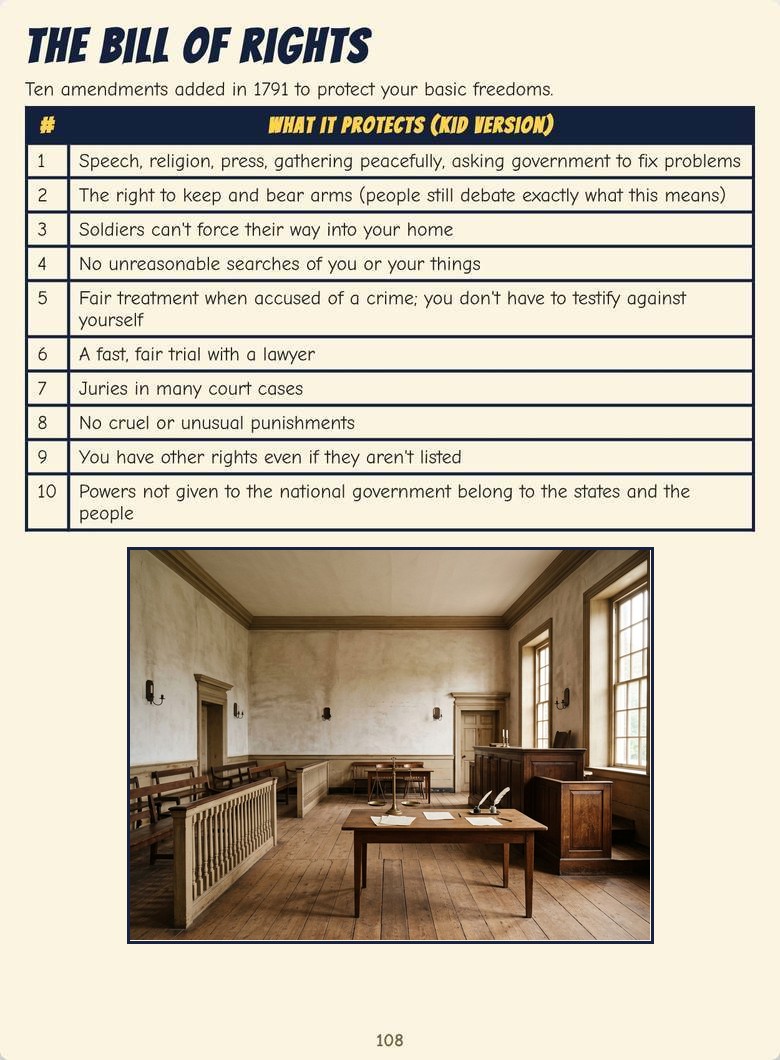 THE BILL OF RIGHTS
Ten amendments added in 1791 to protect your basic freedoms.
# WHAT IT PROTECTS (KID VERSION)
1 Speech, religion, press, gathering peacefully, asking government to fix problems
2 The right to keep and bear arms (people still debate exactly what this means)
3 Soldiers can't force their way into your home
4 No unreasonable searches of you or your things
5 Fair treatment when accused of a crime; you don't have to testify against
yourself
6 A fast, fair trial with a lawyer
7 Juries in many court cases
8 No cruel or unusual punishments
9 You have other rights even if they aren't listed
10 Powers not given to the national government belong to the states and the
people
108